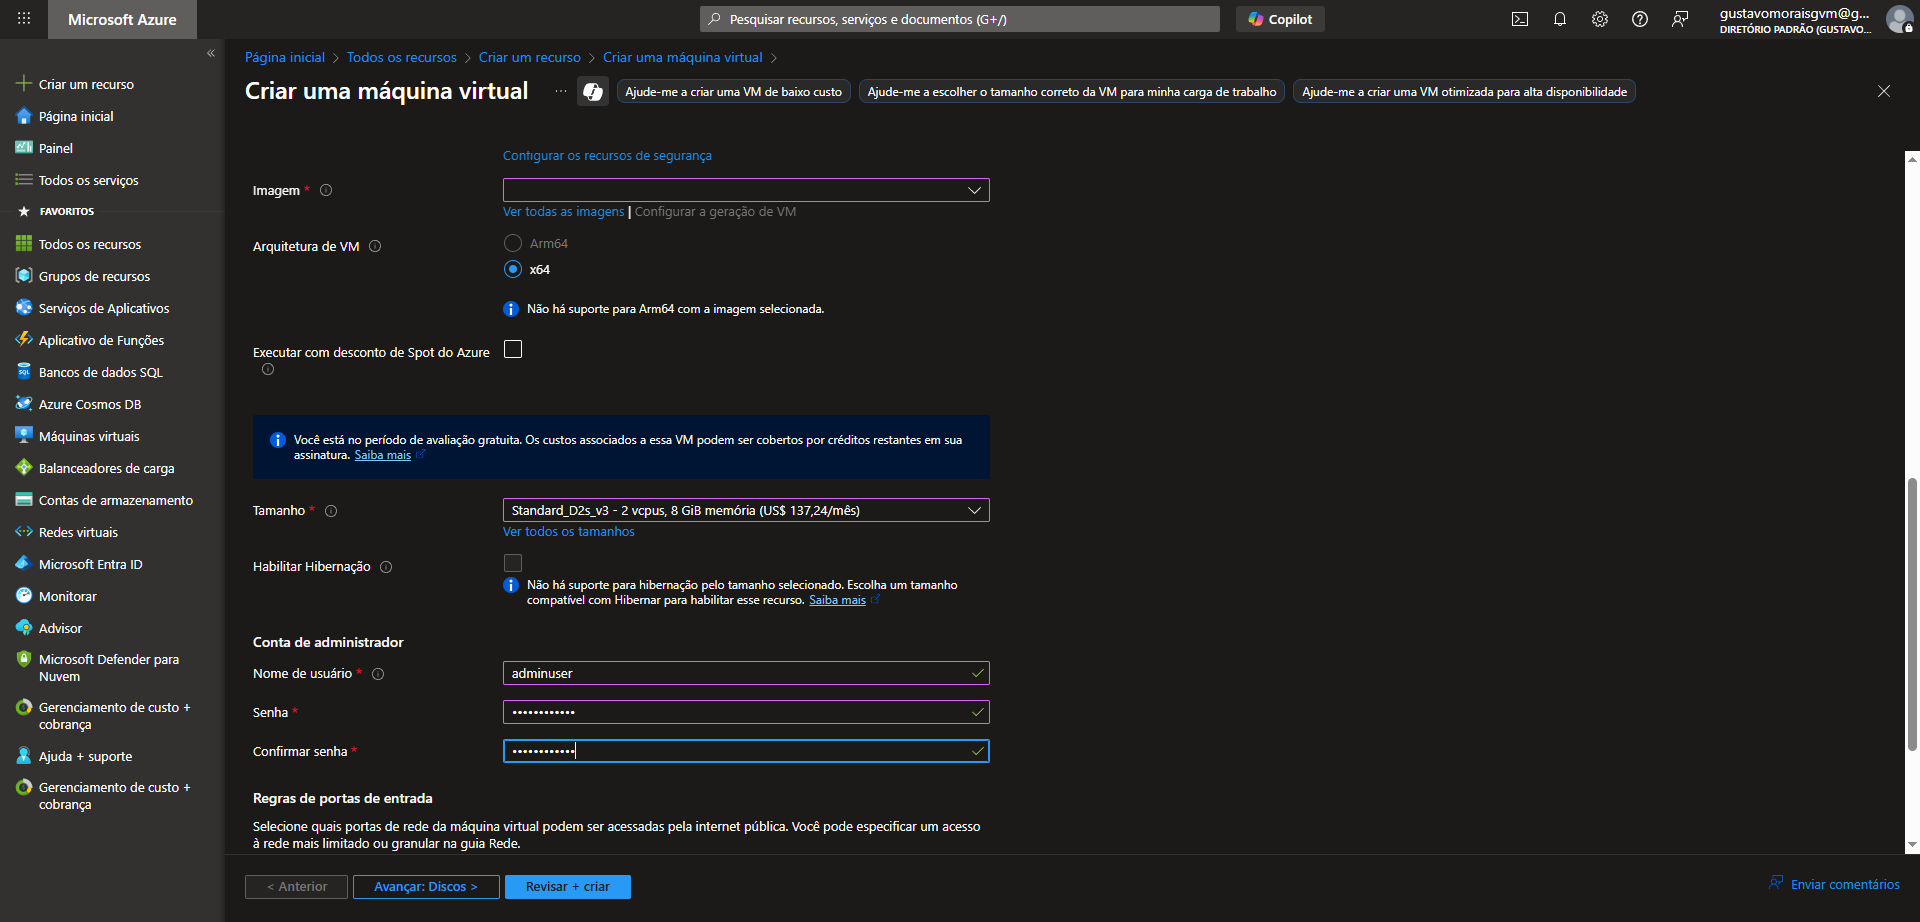 Microsoft Azure
Pesquisar recursos, serviços e documentos (G+/)
Copilot
gustavomoraisgvm@g...
DIRETÓRIO PADRÃO (GUSTAVO...
Criar um recurso
Página inicial
Painel
Todos os serviços
FAVORITOS
Todos os recursos
Grupos de recursos
Serviços de Aplicativos
Aplicativo de Funções
Bancos de dados SQL
Azure Cosmos DB
Máquinas virtuais
Balanceadores de carga
Contas de armazenamento
Redes virtuais
Microsoft Entra ID
Monitorar
Advisor
Microsoft Defender para
Nuvem
Gerenciamento de custo +
cobrança
Ajuda + suporte
Gerenciamento de custo +
cobrança
Página inicial > Todos os recursos > Criar um recurso > Criar uma máquina virtual >
Criar uma máquina virtual ...
Ajude-me a criar uma VM de baixo custo
Ajude-me a escolher o tamanho correto da VM para minha carga de trabalho
Ajude-me a criar uma VM otimizada para alta disponibilidade
Configurar os recursos de segurança
Imagem *
Ver todas as imagens | Configurar a geração de VM
Arquitetura de VM
Arm64
x64
Não há suporte para Arm64 com a imagem selecionada.
Executar com desconto de Spot do Azure
Você está no período de avaliação gratuita. Os custos associados a essa VM podem ser cobertos por créditos restantes em sua
assinatura. Saiba mais
Tamanho *
Standard_D2s_v3 - 2 vcpus, 8 GiB memória (US$ 137,24/mês)
Ver todos os tamanhos
Habilitar Hibernação
Não há suporte para hibernação pelo tamanho selecionado. Escolha um tamanho
compatível com Hibernar para habilitar esse recurso. Saiba mais
Conta de administrador
Nome de usuário *
adminuser
Senha *
••••••••••••
Confirmar senha *
••••••••••••
Regras de portas de entrada
Selecione quais portas de rede da máquina virtual podem ser acessadas pela internet pública. Você pode especificar um acesso
à rede mais limitado ou granular na guia Rede.
< Anterior
Avançar: Discos >
Revisar + criar
Enviar comentários